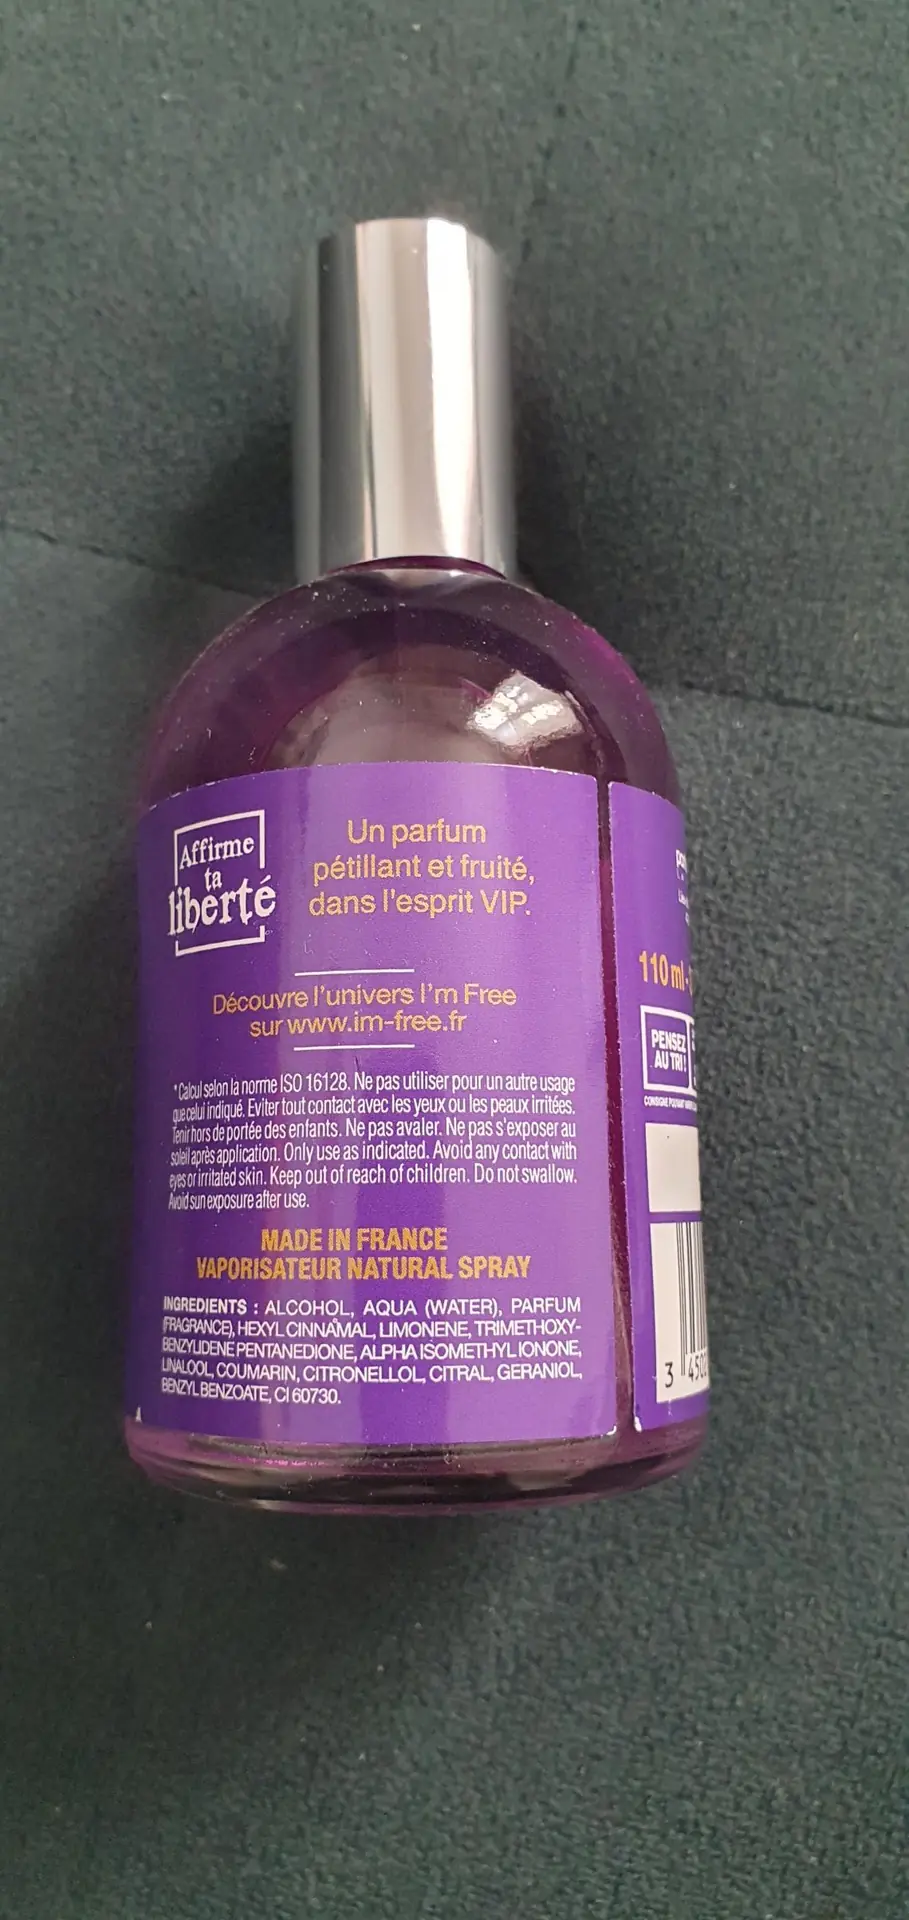 Affirme
ta
liberté
Un parfum
pétillant et fruité,
dans l'esprit VIP.
Découvre l'univers I'm Free
sur www.im-free.fr
*Calcul selon la norme ISO 16128. Ne pas utiliser pour un autre usage
que celui indiqué. Eviter tout contact avec les yeux ou les peaux irritées.
Tenir hors de portée des enfants. Ne pas avaler. Ne pas s'exposer au
soleil après application. Only use as indicated. Avoid any contact with
eyes or irritated skin. Keep out of reach of children. Do not swallow.
Avoid sun exposure after use.
MADE IN FRANCE
VAPORISATEUR NATURAL SPRAY
INGREDIENTS : ALCOHOL, AQUA (WATER), PARFUM
(FRAGRANCE), HEXYL CINNAMAL, LIMONENE, TRIMETHOXY-
BENZYLIDENE PENTANEDIONE, ALPHA ISOMETHYL IONONE,
LINALOOL, COUMARIN, CITRONELLOL, CITRAL, GERANIOL,
BENZYL BENZOATE, CI 60730.
110 ml
PENSEZ
AU TRI !
CONSIGNE POUVANT
3 4502